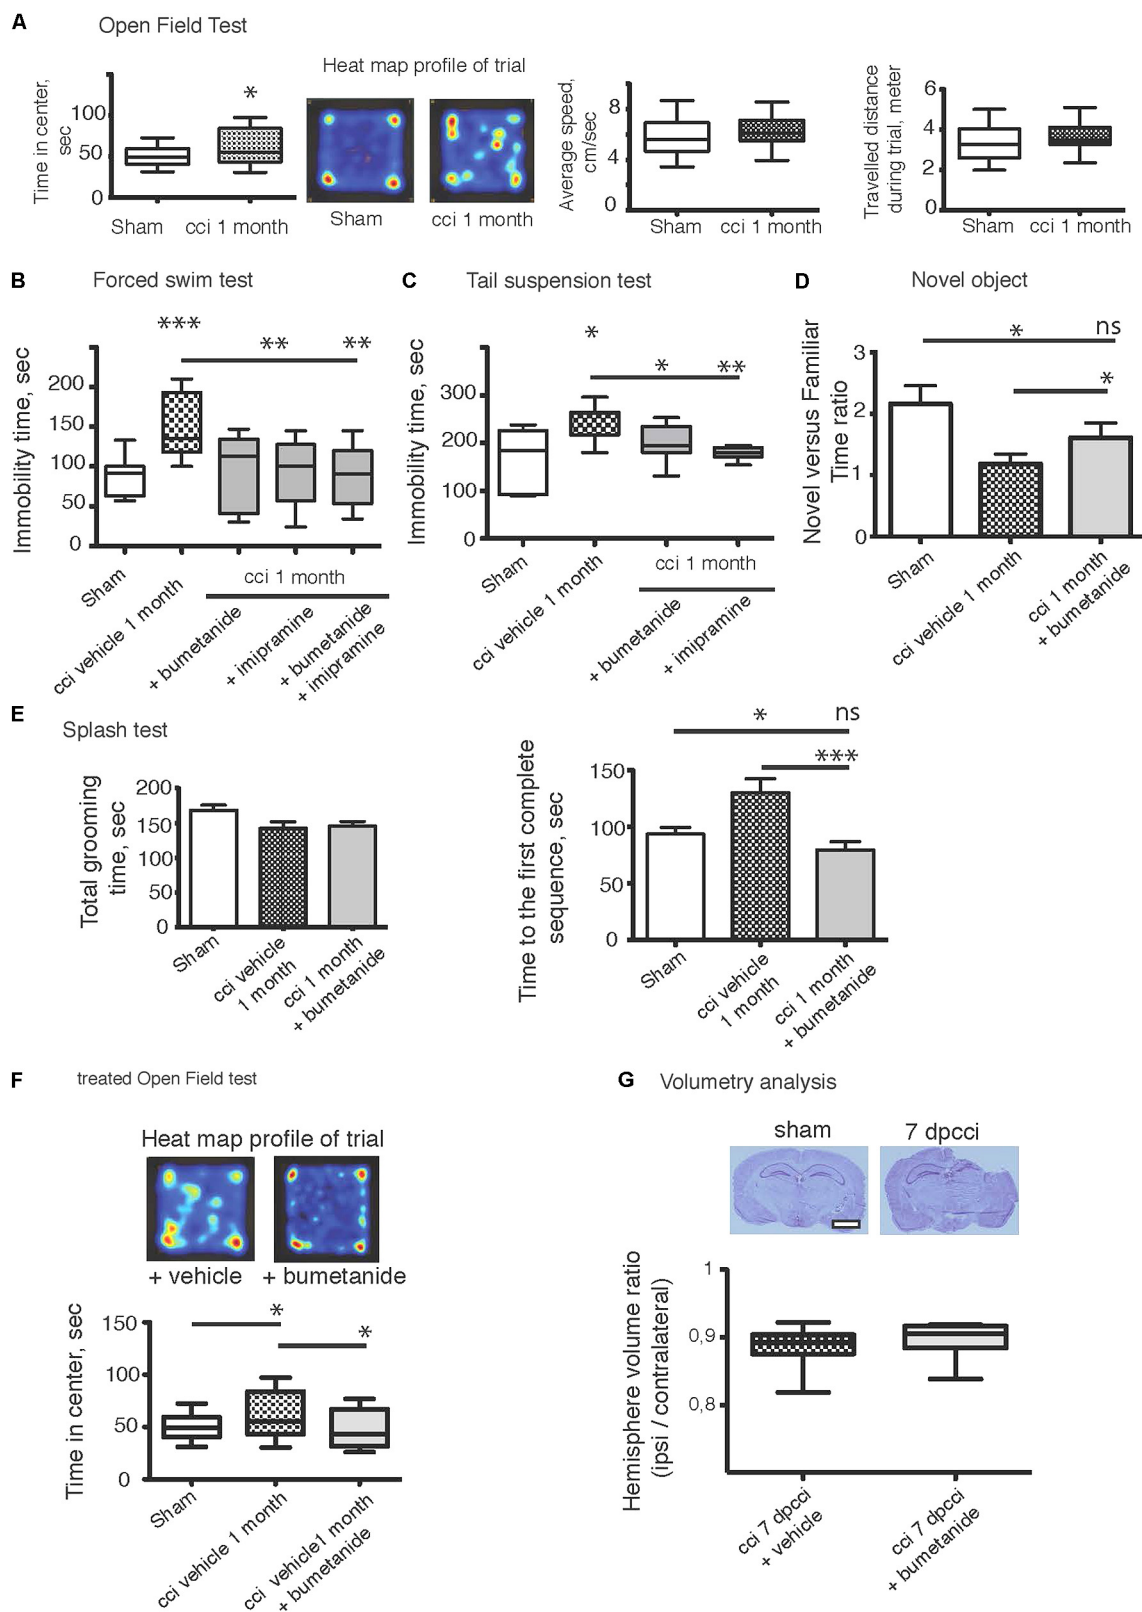 A
Open Field Test
Heat map profile of trial
Time in center,
sec
100
50
0
*
Sham
cci 1 month
Sham
cci 1 month
Average speed,
cm/sec
8
4
0
Sham
cci 1 month
Travelled distance
during trial, meter
6
4
2
0
Sham
cci 1 month
B
Forced swim test
Immobility time, sec
200
150
100
50
0
***
**
**
Sham
cci vehicle 1 month
cci 1 month
+ bumetanide
+ imipramine
+ bumetanide
+ imipramine
C
Tail suspension test
Immobility time, sec
300
200
100
0
*
*
**
Sham
cci vehicle 1 month
cci 1 month
+ bumetanide
+ imipramine
D
Novel object
Novel versus Familiar
Time ratio
3
2
1
0
*
ns
*
Sham
cci vehicle 1 month
cci 1 month
+ bumetanide
E
Splash test
Total grooming
time, sec
200
150
100
50
0
Sham
cci vehicle
1 month
cci 1 month
+ bumetanide
Time to the first complete
sequence, sec
150
100
50
0
*
ns
***
Sham
cci vehicle
1 month
cci 1 month
+ bumetanide
F
treated Open Field test
Heat map profile of trial
+ vehicle
+ bumetanide
Time in center, sec
150
100
50
0
*
*
Sham
cci vehicle 1 month
cci vehicle1 month
+ bumetanide
G
Volumetry analysis
sham
7 dpcci
Hemisphere volume ratio
(ipsi / contralateral)
1
0,9
0,8
cci 7 dpcci
+ vehicle
cci 7 dpcci
+ bumetanide